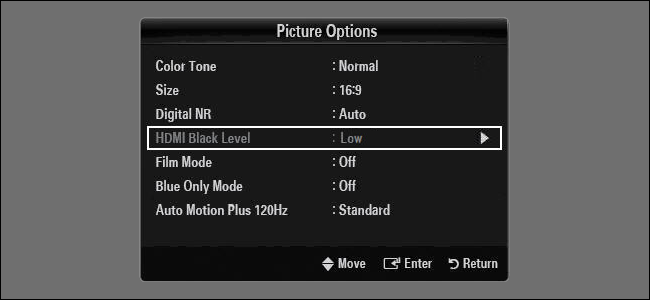 Picture Options
Color Tone : Normal
Size : 16:9
Digital NR : Auto
HDMI Black Level : Low
Film Mode : Off
Blue Only Mode : Off
Auto Motion Plus 120Hz : Standard
Move Enter Return